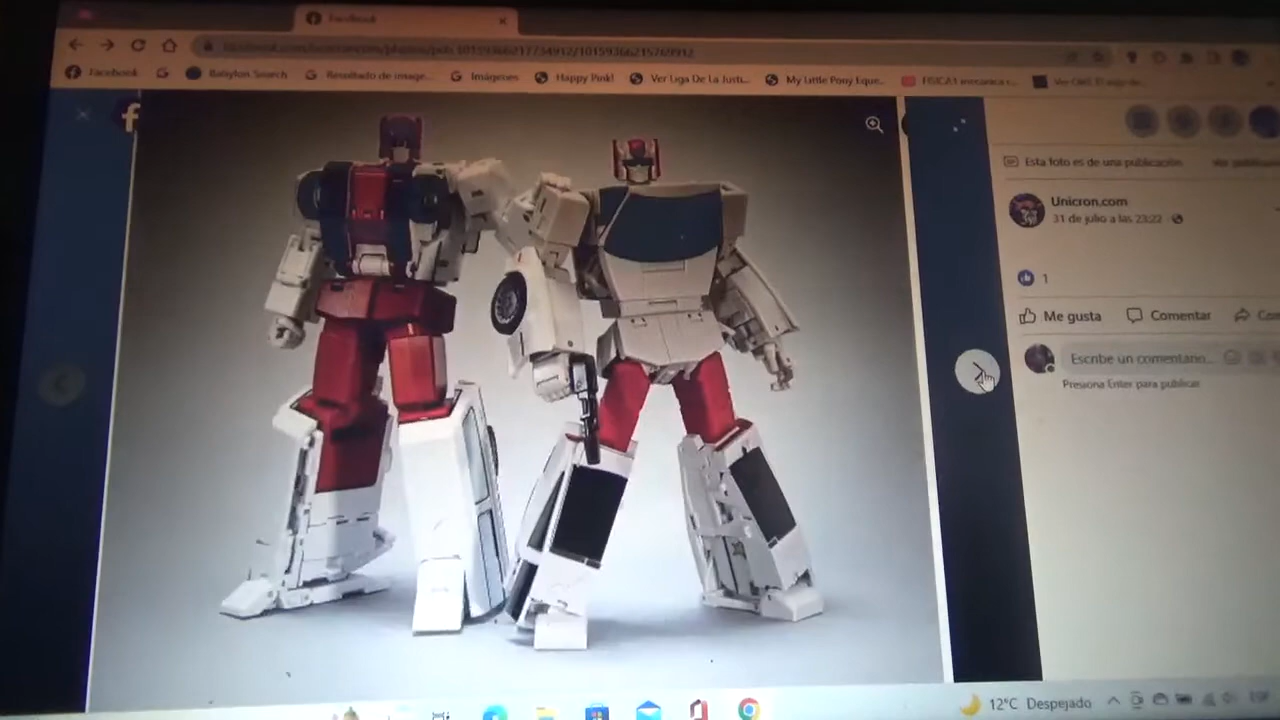 Facebook
Facebook
Babylon Search
Resultado de image...
Imágenes
Happy Pink!
Ver Liga De La Justi...
My Little Pony Eque...
Esta foto es de una publicación
Unicron.com
31 de julio a las 23:22
1
Me gusta
Comentar
Escribe un comentario...
Presiona Enter para publicar
12°C Despejado